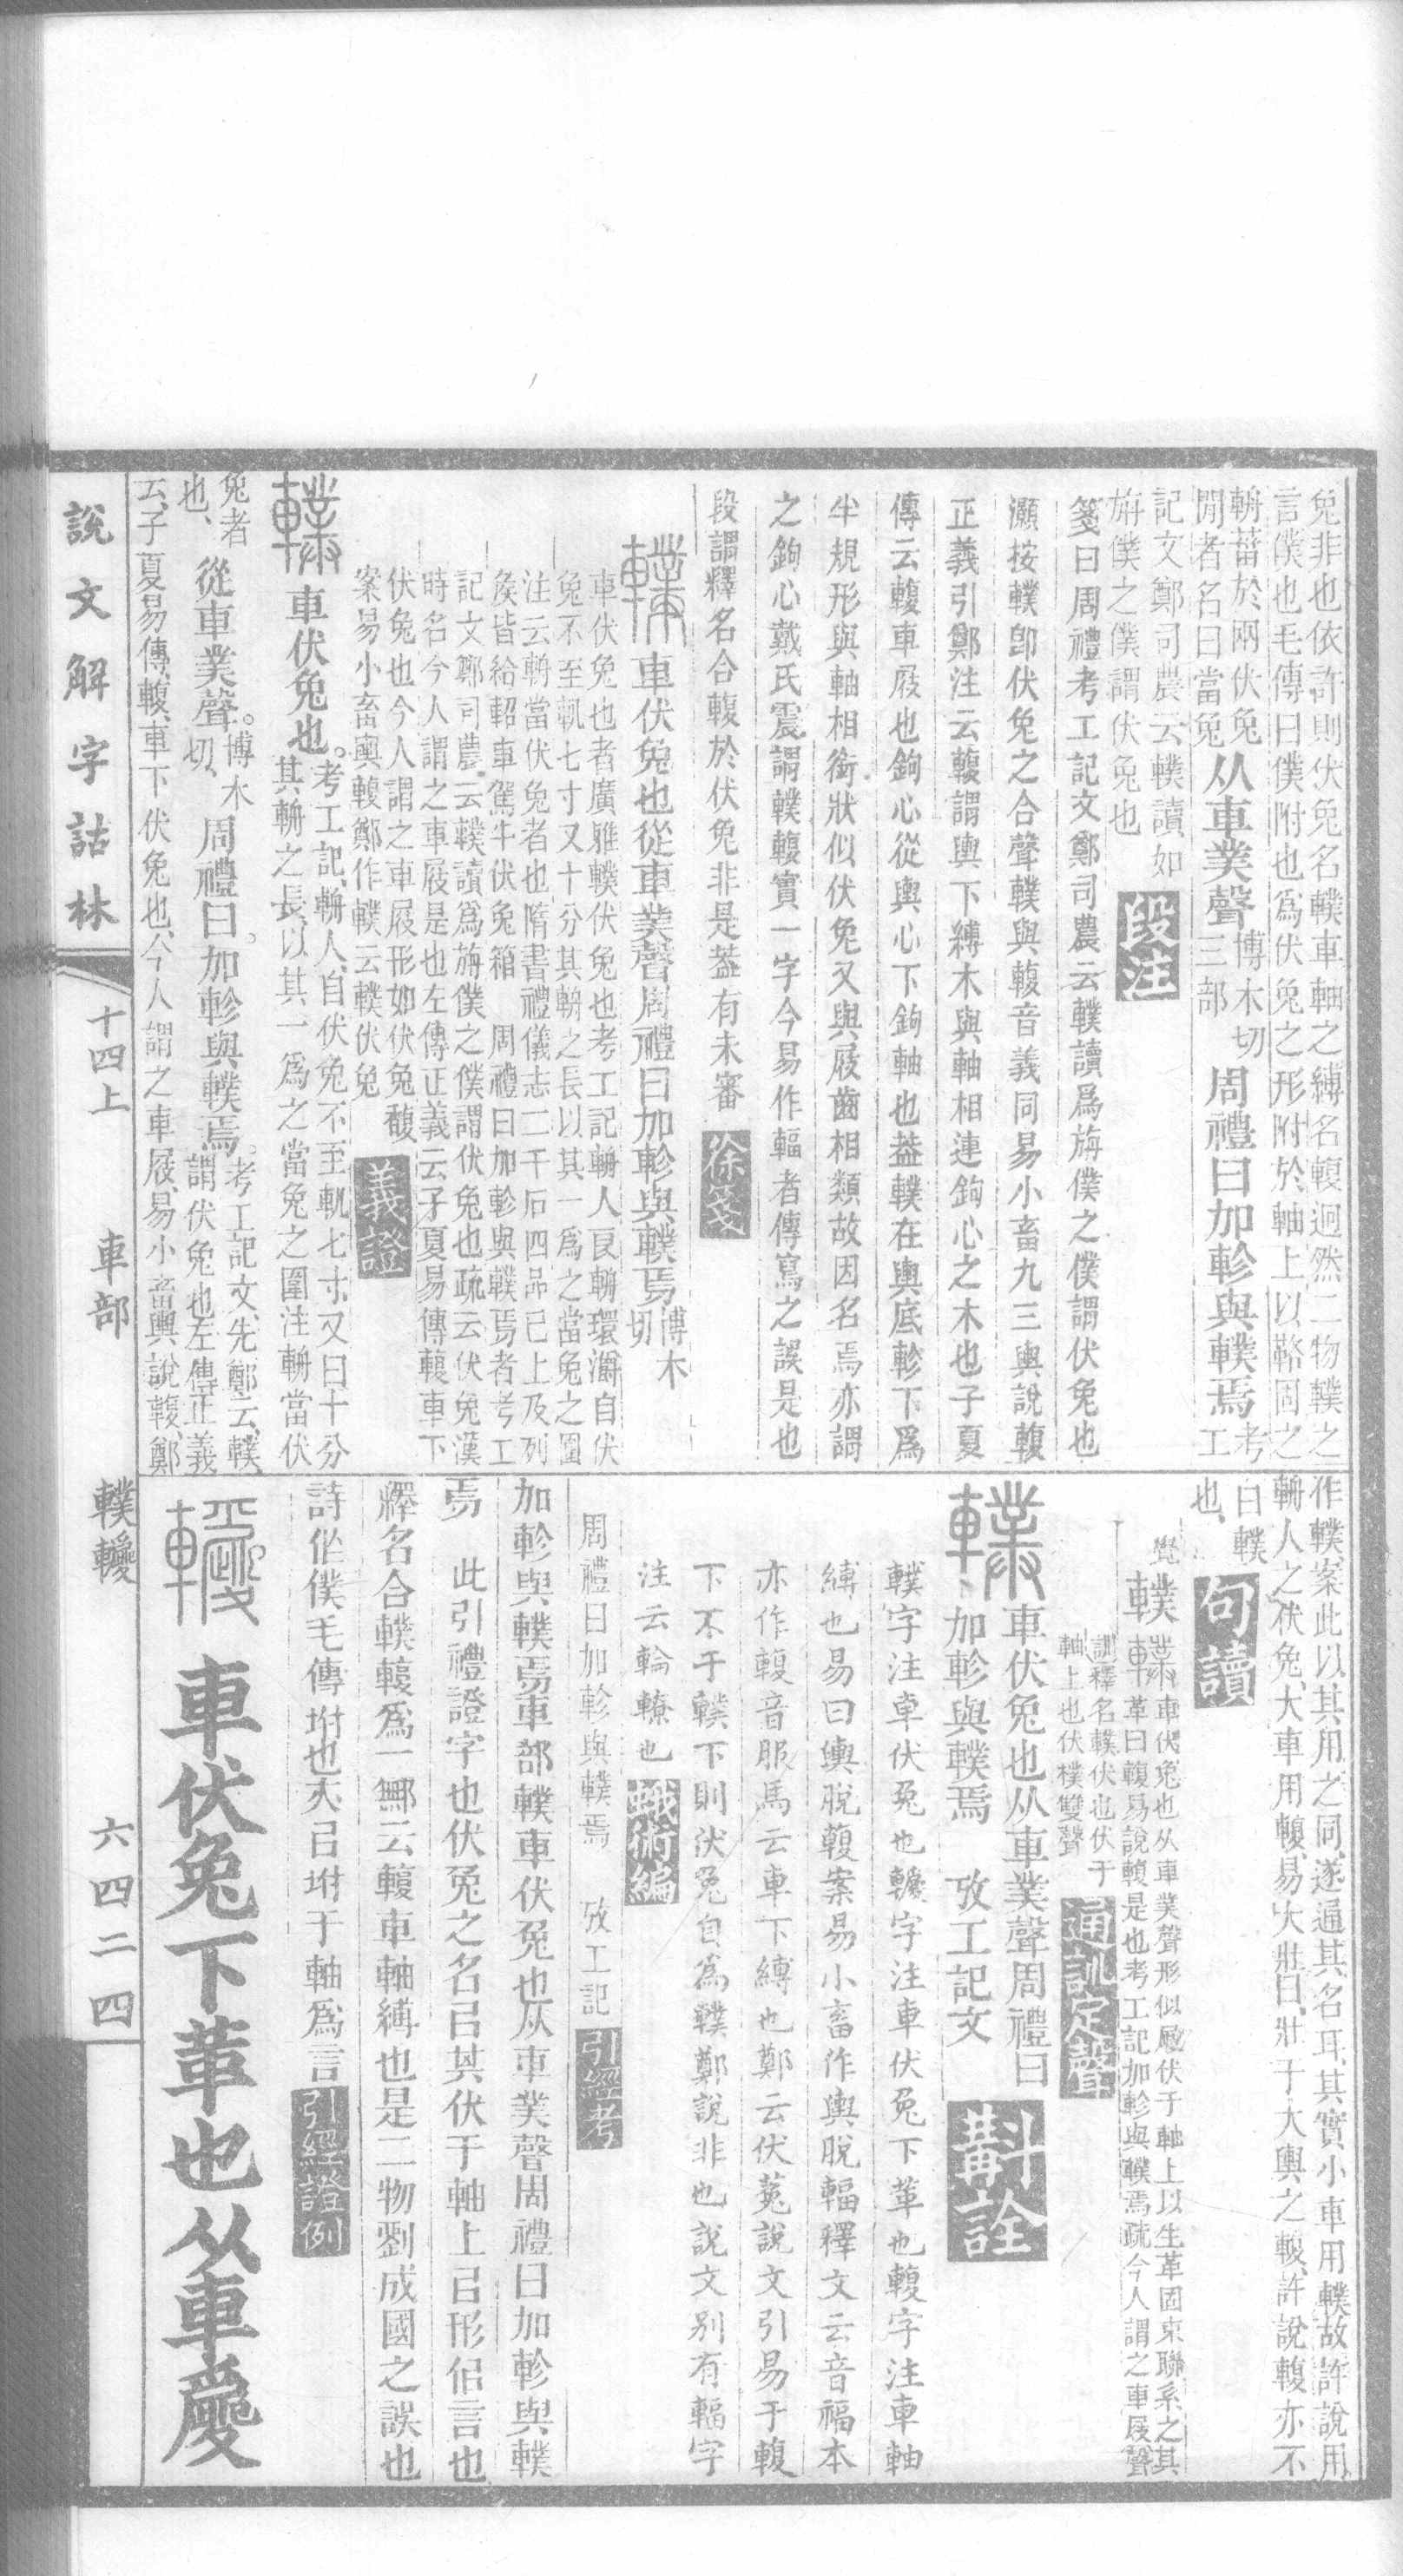 兔非也依許則伏兔名轐車軸之縛名輹迥然二物轐之
言僕也毛傳曰僕附也爲伏兔之形附於軸上以鞪固之
輈菑於兩伏兔
閒者名曰當兔
从車菐聲
博木切
三部
周禮曰加軫與轐焉
考
工
記文鄭司農云轐讀如
旃僕之僕謂伏兔也
段注
箋曰周禮考工記文鄭司農云轐讀爲旃僕之僕謂伏兔也
灝按轐卽伏兔之合聲轐與輹音義同易小畜九三輿說輹
正義引鄭注云輹謂輿下縛木與軸相連鉤心之木也子夏
傳云輹車屐也鉤心從輿心下鉤軸也葢轐在輿底軫下爲
半規形與軸相銜狀似伏兔又與屐齒相類故因名焉亦謂
之鉤心戴氏震謂轐輹實一字今易作輻者傳寫之誤是也
段謂釋名合輹於伏兔非是葢有未審
徐箋
車伏兔也從車菐聲周禮曰加軫與轐焉
博木
切
車伏兔也者廣雅轐伏兔也考工記輈人良輈環灂自伏
兔不至軓七寸又十分其輈之長以其一爲之當兔之圍
注云輈當伏兔者也隋書禮儀志二千石四品已上及列
矦皆給軺車駕牛伏兔箱 周禮曰加軫與轐焉者考工
記文鄭司農云轐讀爲旃僕之僕謂伏兔也疏云伏兔漢
時名今人謂之車屐是也左傳正義云子夏易傳輹車下
伏兔也今人謂之車屐形如伏兔 馥
案易小畜輿輹鄭作轐云轐伏兔
義證
車伏兔也。
考工記、輈人、自伏兔不至軓七寸、又曰十分
其輈之長、以其一爲之當兔之圍注輈當伏
兔者
也、
從車菐聲。
博木
切、
周禮曰。加軫與轐焉。
考工記文、先鄭云、轐、
謂伏兔也左傳正義
云、子夏易傳、輹、車下伏兔也、今人謂之車屐、易小畜輿說輹、鄭
作轐、案此以其用之同、遂通其名耳、其實小車用轐故許說用
輈人之伏兔、大車用輹、易大壯曰、壯于大輿之輹、許說輹亦不
曰轐
也、
句讀
覺
轐
車伏兔也从車菐聲形似屐伏于軸上以生革固束聯系之其
革曰輹易說輹是也考工記加軫與轐焉疏今人謂之車屐聲
訓釋名轐伏也伏于
軸上也伏樸雙聲
通訓定聲
車伏兔也从車菐聲周禮曰
加軫與轐焉 攷工記文
斠詮
轐字注車伏兔也𨏩字注車伏兔下革也輹字注車軸
縛也易曰輿脫輹案易小畜作輿脫輻釋文云音福本
亦作輹音服馬云車下縛也鄭云伏菟說文引易于輹
下不于轐下則伏兔自爲轐鄭說非也說文別有輻字
注云輪轑也
蛾術編
周禮曰加軫與轐焉 攷工記
引經考
加軫與轐焉車部轐車伏兔也从車菐聲周禮曰加軫與轐
焉 此引禮證字也伏兔之名㠯其伏于軸上㠯形侣言也
釋名合轐輹爲一鄦云輹車軸縛也是二物劉成國之誤也
詩作僕毛傳坿也亦㠯坿于軸爲言
引經證例
車伏兔下革也从車㥑
說文解字詁林
十四上
車部
轐𨏩
六四二四